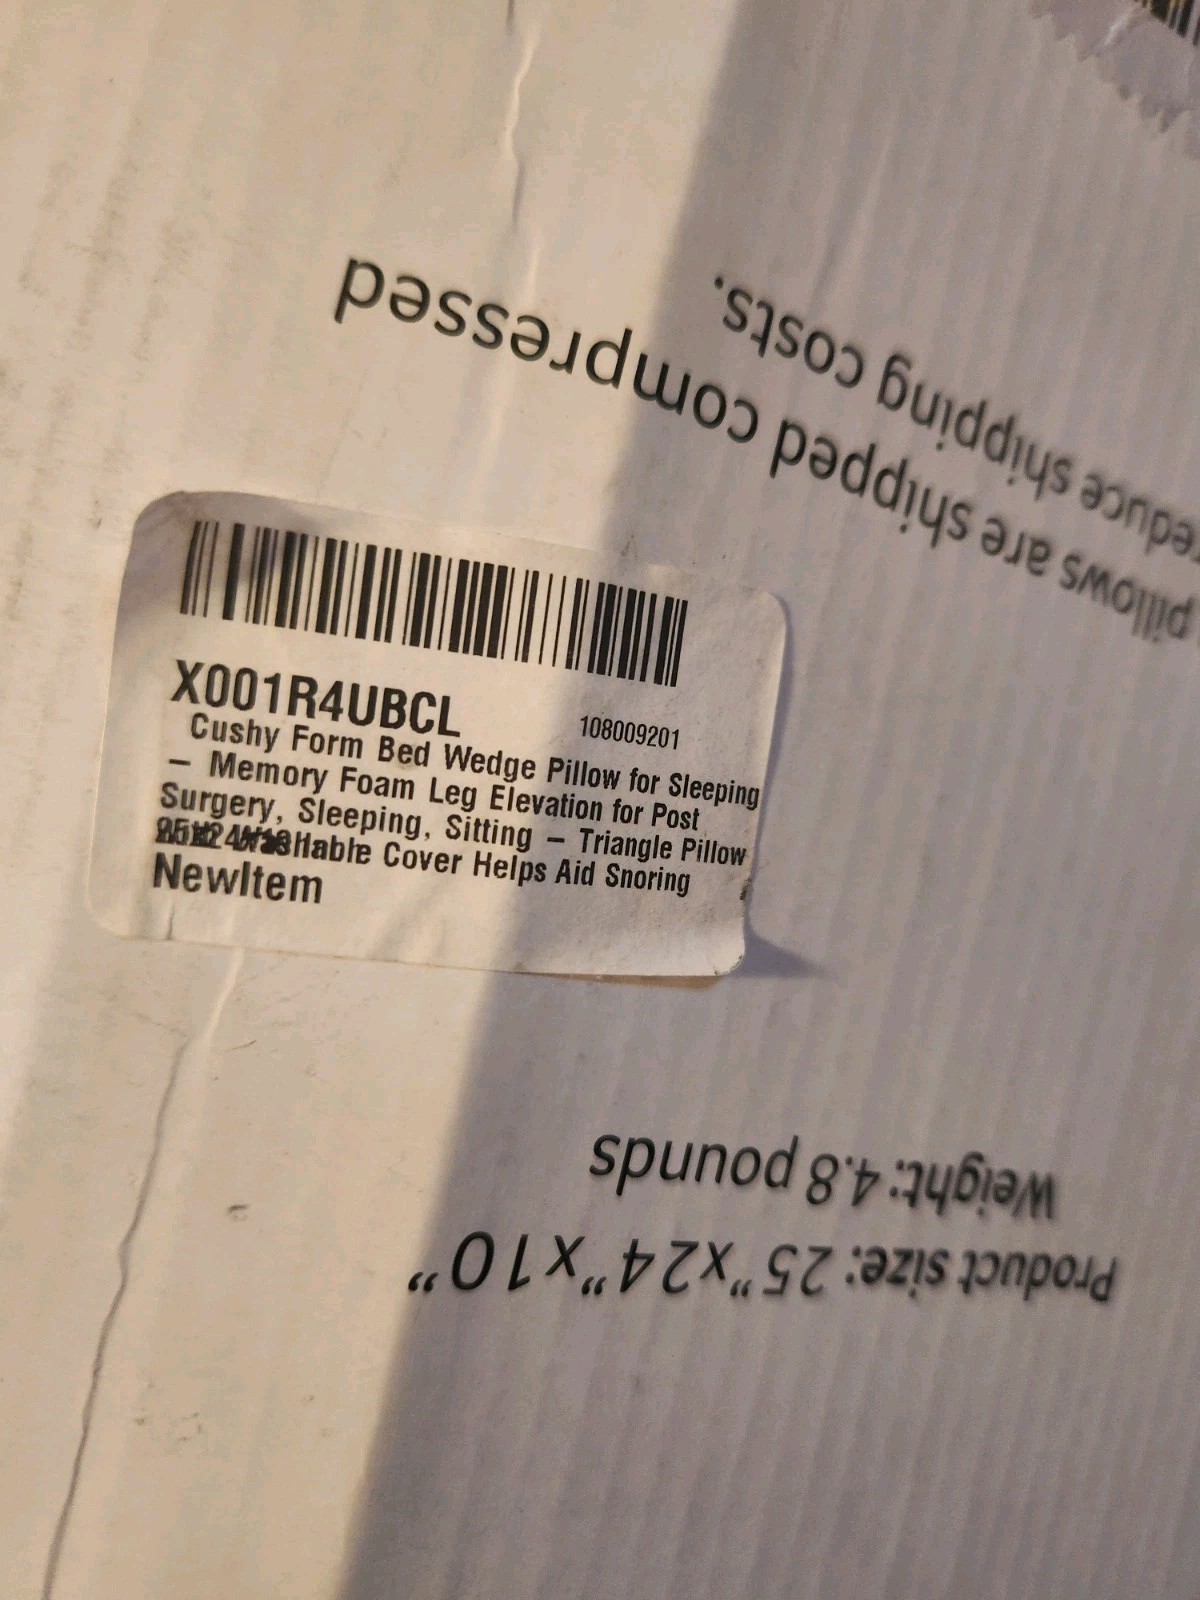 X001R4UBCL
108009201
Cushy Form Bed Wedge Pillow for Sleeping
– Memory Foam Leg Elevation for Post
Surgery, Sleeping, Sitting – Triangle Pillow
Washable Cover Helps Aid Snoring
NewItem
Product size: 25“x24“x10“
Weight: 4.8 pounds
pillows are shipped compressed
reduce shipping costs.